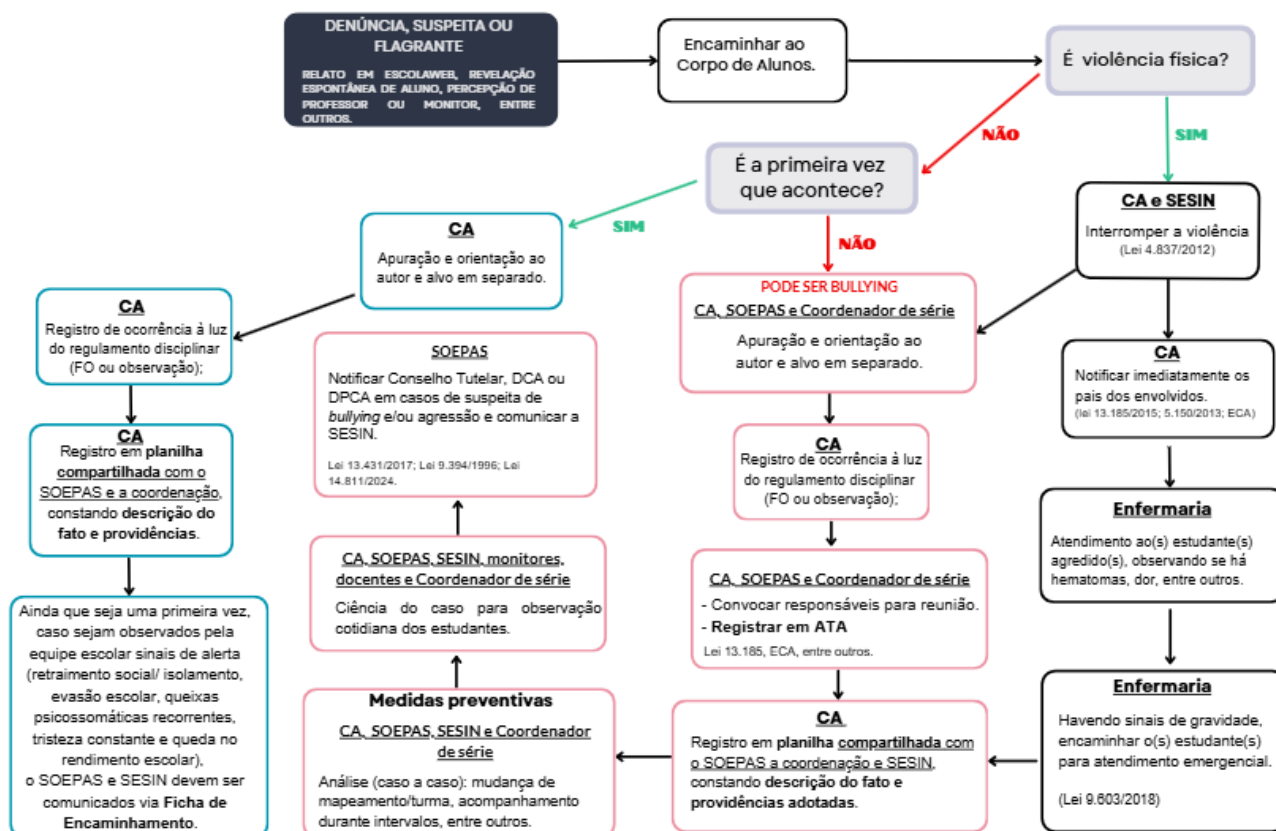 DENÚNCIA, SUSPEITA OU
FLAGRANTE
RELATO EM ESCOLAWEB, REVELAÇÃO
ESPONTÂNEA DE ALUNO, PERCEPÇÃO DE
PROFESSOR OU MONITOR, ENTRE
OUTROS.
Encaminhar ao
Corpo de Alunos.
É violência fisica?
NÃO
SIM
É a primeira vez
que acontece?
SIM
NÃO
CA e SESIN
Interromper a violência
(Lei 4.837/2012)
CA
Apuração e orientação ao
autor e alvo em separado.
CA
Registro de ocorrência à luz
do regulamento disciplinar
(FO ou observação);
CA
Registro em planilha
compartilhada com o
SOEPAS e a coordenação,
constando descrição do
fato e providências.
Ainda que seja uma primeira vez,
caso sejam observados pela
equipe escolar sinais de alerta
(retraimento social/ isolamento,
evasão escolar, queixas
psicossomáticas recorrentes,
tristeza constante e queda no
rendimento escolar),
o SOEPAS e SESIN devem ser
comunicados via Ficha de
Encaminhamento.
PODE SER BULLYING
CA, SOEPAS e Coordenador de série
Apuração e orientação ao
autor e alvo em separado.
CA
Registro de ocorrência à luz
do regulamento disciplinar
(FO ou observação);
CA, SOEPAS e Coordenador de série
- Convocar responsáveis para reunião.
- Registrar em ATA
Lei 13.185, ECA, entre outros.
CA
Notificar imediatamente os
pais dos envolvidos.
(lei 13.185/2015; 5.150/2013; ECA)
Enfermaria
Atendimento ao(s) estudante(s)
agredido(s), observando se há
hematomas, dor, entre outros.
Enfermaria
Havendo sinais de gravidade,
encaminhar o(s) estudante(s)
para atendimento emergencial.
(Lei 9.603/2018)
CA
Registro em planilha compartilhada com
o SOEPAS a coordenação e SESIN,
constando descrição do fato e
providências adotadas.
Medidas preventivas
CA, SOEPAS, SESIN e Coordenador
de série
Análise (caso a caso): mudança de
mapeamento/turma, acompanhamento
durante intervalos, entre outros.
CA, SOEPAS, SESIN, monitores,
docentes e Coordenador de série
Ciência do caso para observação
cotidiana dos estudantes.
SOEPAS
Notificar Conselho Tutelar, DCA ou
DPCA em casos de suspeita de
bullying e/ou agressão e comunicar a
SESIN.
Lei 13.431/2017; Lei 9.394/1996; Lei
14.811/2024.